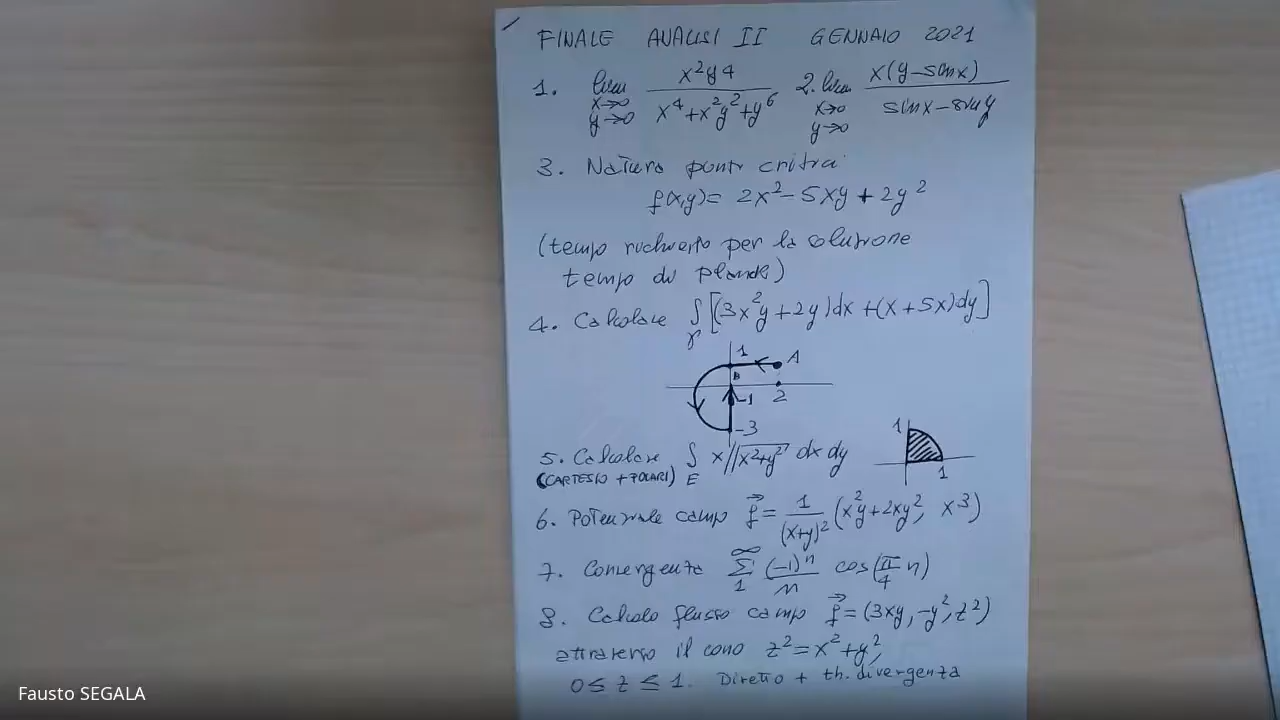 FINALE ANALISI II GENNAIO 2021
1. lim x→0 y→0 x²y4 / x⁴+x²y²+y⁶ 2. lim x→0 y→0 x(y-sinx) / sinx-siny
3. Natura punti critici
f(x,y)= 2x²-5xy+2y²
(tempo richiesto per la soluzione
tempo di Planck)
4. Calcolare ∫γ [(3x²y+2y)dx+(x+5x)dy]
1 A
B
-1 2
-3
5. Calcolare ∫E x/√x²+y² dx dy 1
(CARTESIO + POLARI) 1
6. Potenziale campo f⃗= 1/(x+y)² (x²y+2xy², x³)
7. Convergenza ∞ Σ 1 (-1)ⁿ/n cos(π/4 n)
8. Calcolo flusso campo f⃗=(3xy,-y²,z²)
attraverso il cono z²=x²+y²,
0≤z≤1. Diretto + th. divergenza
Fausto SEGALA